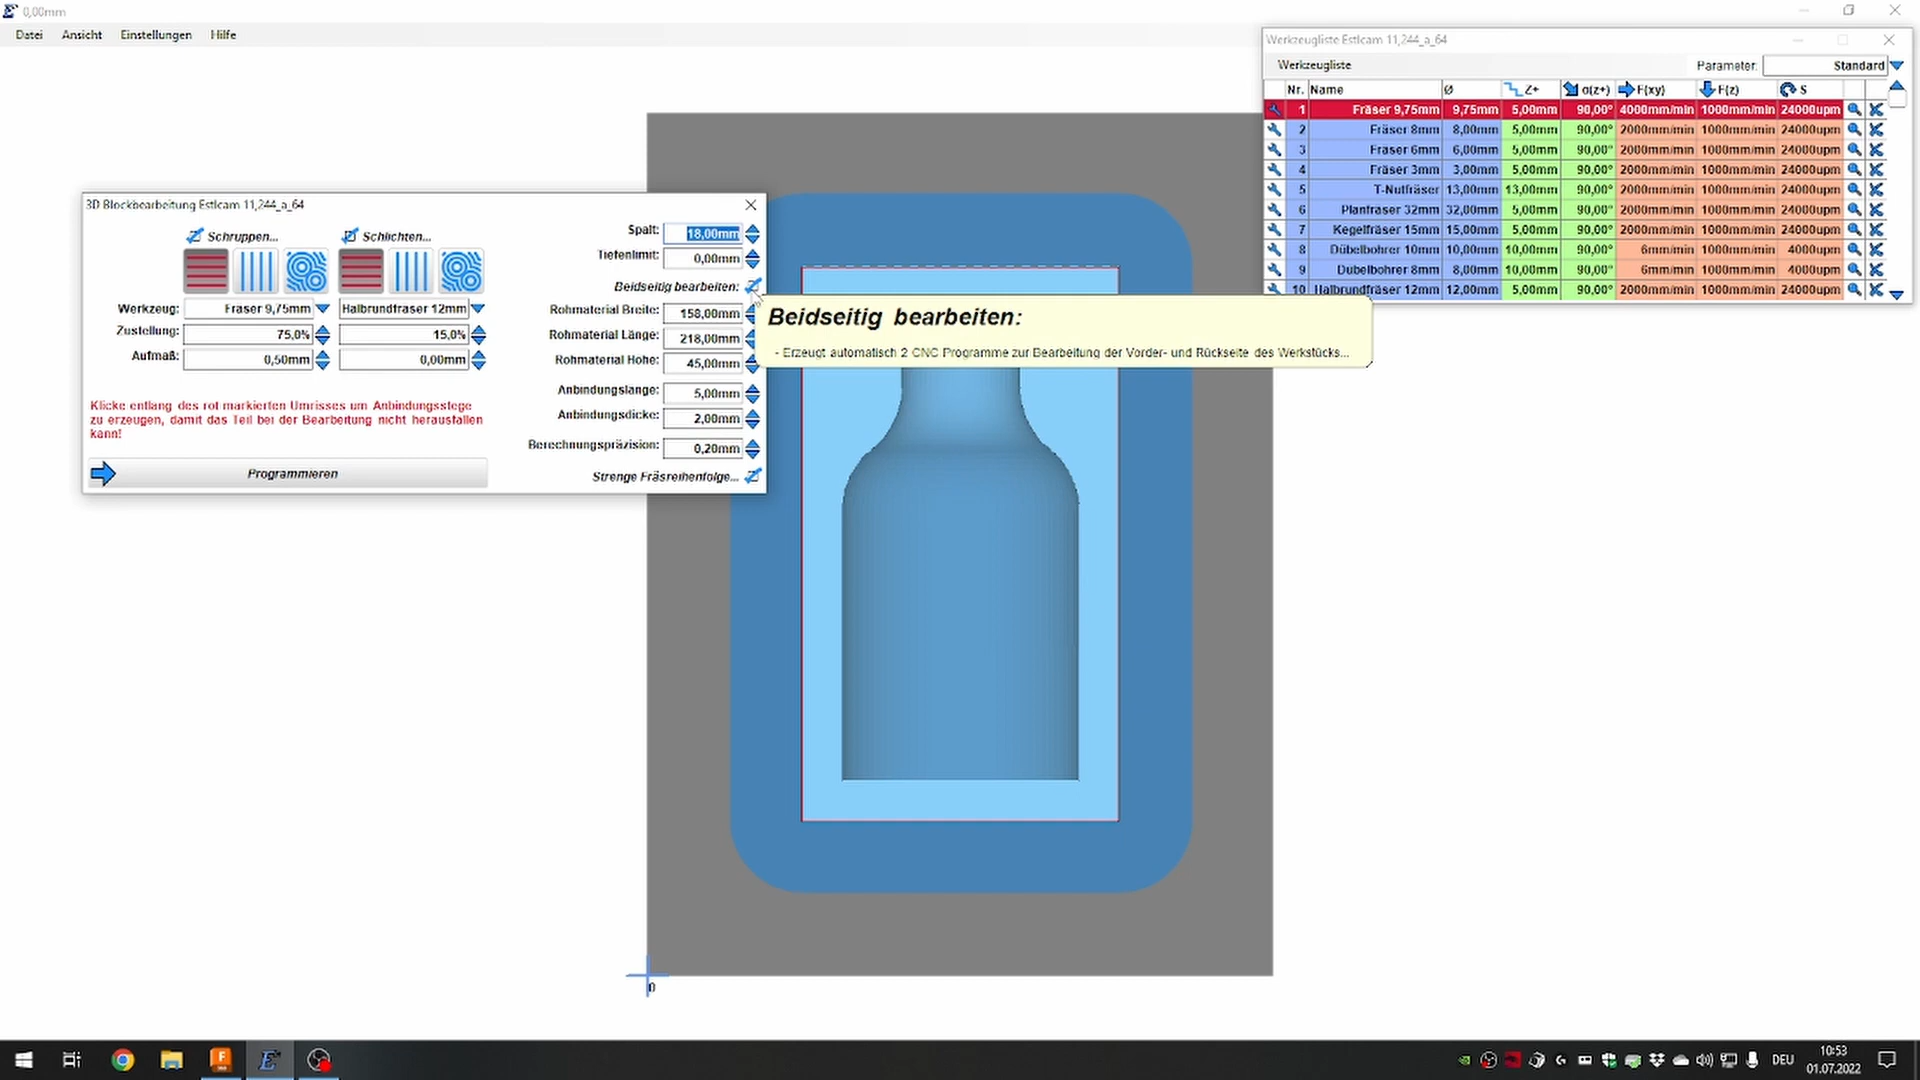 0,00mm
Datei Ansicht Einstellungen Hilfe
Werkzeugliste Estlcam 11,244_a_64
Werkzeugliste Parameter: Standard
Nr. Name Ø Z+ α(z+) F(xy) F(z) S
1 Fräser 9,75mm 9,75mm 5,00mm 90,00° 4000mm/min 1000mm/min 24000upm
2 Fräser 8mm 8,00mm 5,00mm 90,00° 2000mm/min 1000mm/min 24000upm
3 Fräser 6mm 6,00mm 5,00mm 90,00° 2000mm/min 1000mm/min 24000upm
4 Fräser 3mm 3,00mm 5,00mm 90,00° 2000mm/min 1000mm/min 24000upm
5 T-Nutfräser 13,00mm 13,00mm 90,00° 2000mm/min 1000mm/min 24000upm
6 Planfräser 32mm 32,00mm 5,00mm 90,00° 2000mm/min 1000mm/min 24000upm
7 Kegelfräser 15mm 15,00mm 5,00mm 90,00° 2000mm/min 1000mm/min 24000upm
8 Dübelbohrer 10mm 10,00mm 10,00mm 90,00° 6mm/min 1000mm/min 4000upm
9 Dübelbohrer 8mm 8,00mm 10,00mm 90,00° 6mm/min 1000mm/min 4000upm
10 Halbrundfräser 12mm 12,00mm 5,00mm 90,00° 2000mm/min 1000mm/min 24000upm
3D Blockbearbeitung Estlcam 11,244_a_64
Schruppen... Schlichten...
Werkzeug: Fräser 9,75mm Halbrundfräser 12mm
Zustellung: 75,0% 15,0%
Aufmaß: 0,50mm 0,00mm
Klicke entlang des rot markierten Umrisses um Anbindungsstege
zu erzeugen, damit das Teil bei der Bearbeitung nicht herausfallen
kann!
Programmieren
Spalt: 18,00mm
Tiefenlimit: 0,00mm
Beidseitig bearbeiten:
Rohmaterial Breite: 158,00mm
Rohmaterial Länge: 218,00mm
Rohmaterial Höhe: 45,00mm
Anbindungslänge: 5,00mm
Anbindungsdicke: 2,00mm
Berechnungspräzision: 0,20mm
Strenge Fräsreihenfolge...
Beidseitig bearbeiten:
- Erzeugt automatisch 2 CNC Programme zur Bearbeitung der Vorder- und Rückseite des Werkstücks...
0
DEU
10:53
01.07.2022